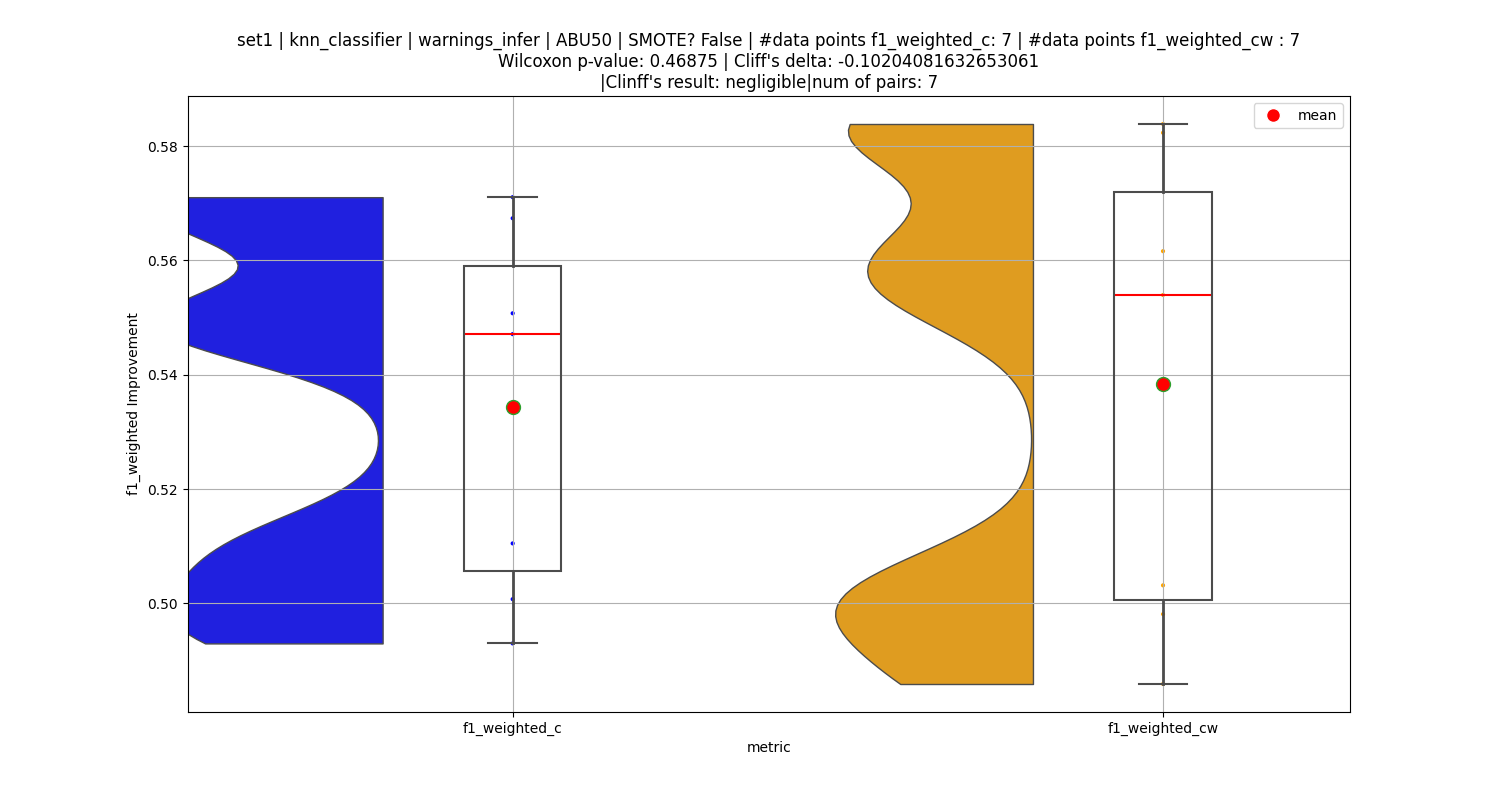 set1 | knn_classifier | warnings_infer | ABU50 | SMOTE? False | #data points f1_weighted_c: 7 | #data points f1_weighted_cw : 7
Wilcoxon p-value: 0.46875 | Cliff's delta: -0.10204081632653061
|Clinff's result: negligible|num of pairs: 7
mean
0.58
0.56
0.54
0.52
0.50
f1_weighted Improvement
f1_weighted_c
f1_weighted_cw
metric